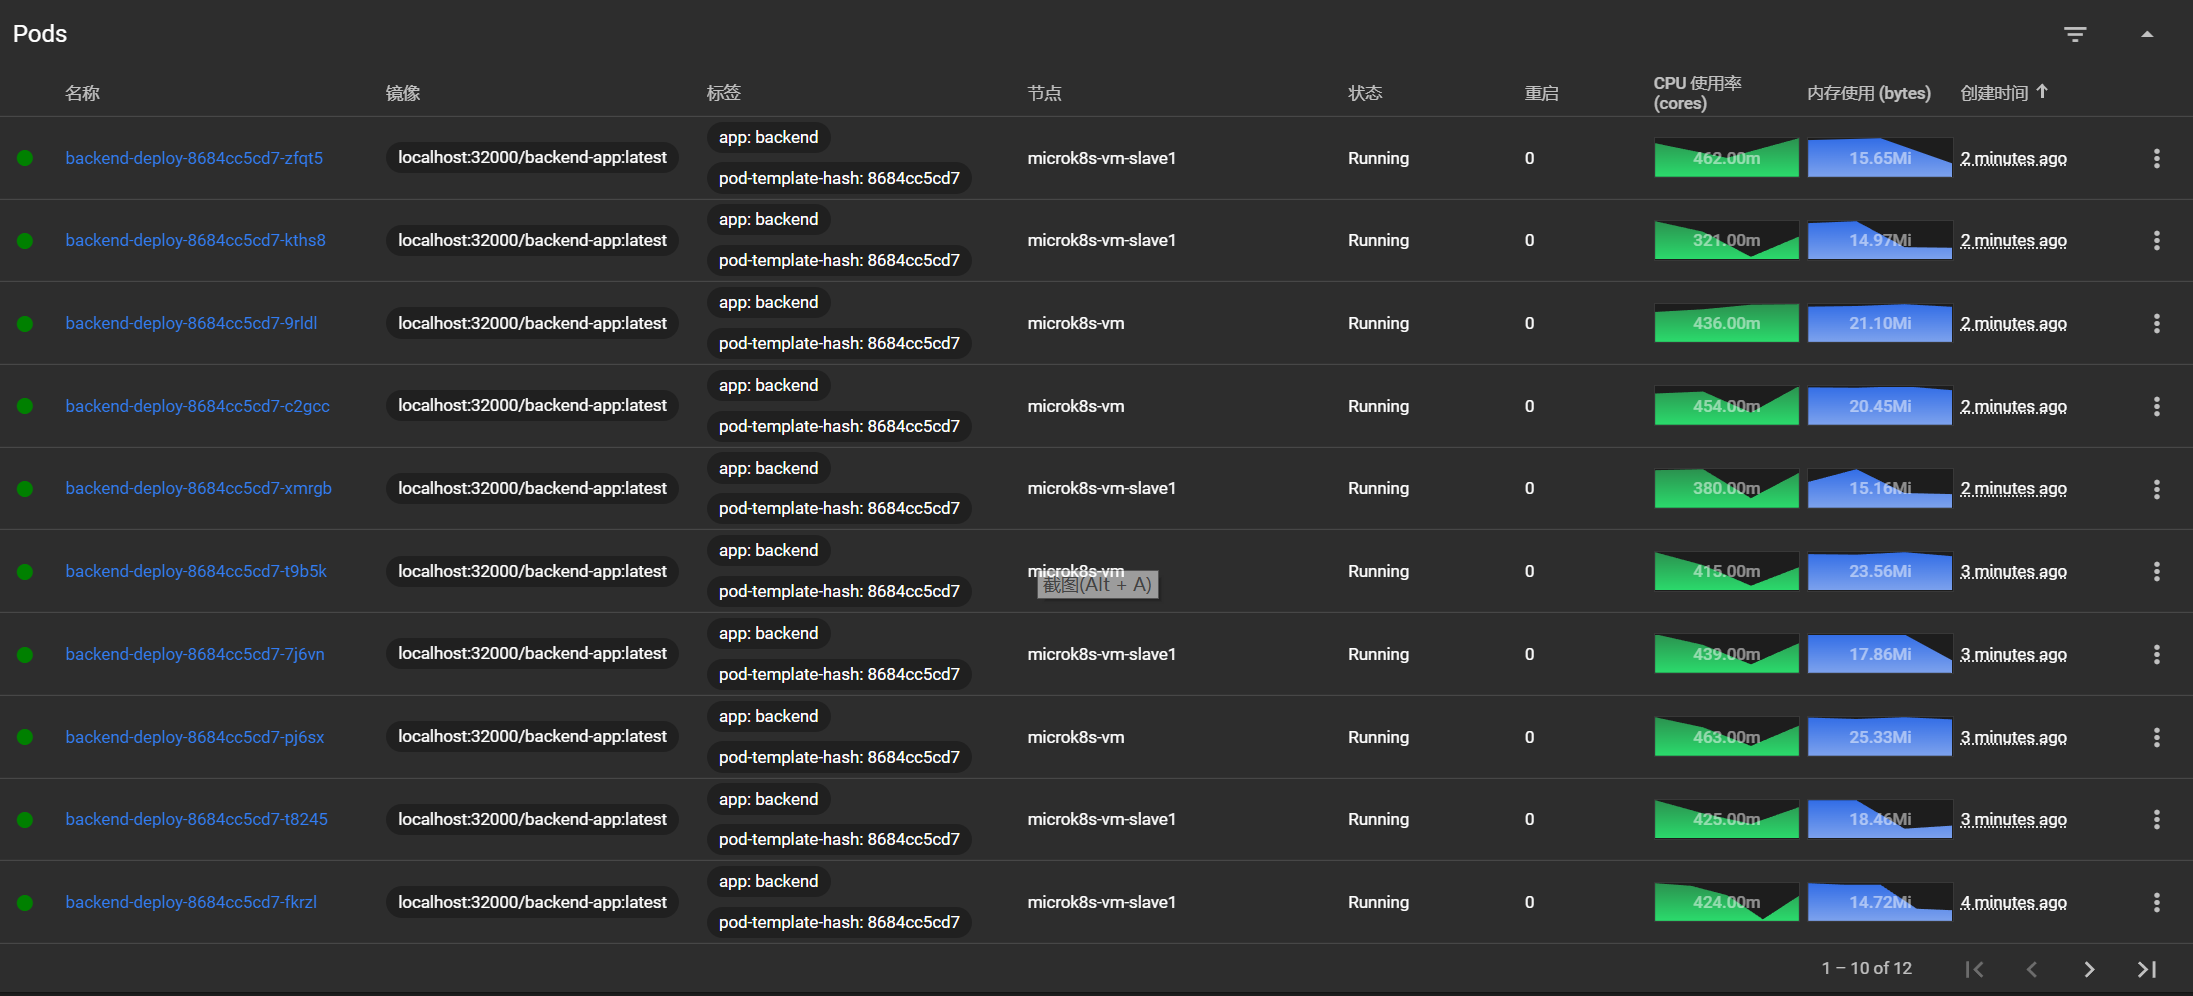 Pods
名称 镜像 标签 节点 状态 重启 CPU 使用率 (cores) 内存使用 (bytes) 创建时间
app: backend
backend-deploy-8684cc5cd7-zfqt5 localhost:32000/backend-app:latest microk8s-vm-slave1 Running 0 462.00m 15.65Mi 2 minutes ago
pod-template-hash: 8684cc5cd7
app: backend
backend-deploy-8684cc5cd7-kths8 localhost:32000/backend-app:latest microk8s-vm-slave1 Running 0 321.00m 14.97Mi 2 minutes ago
pod-template-hash: 8684cc5cd7
app: backend
backend-deploy-8684cc5cd7-9rldl localhost:32000/backend-app:latest microk8s-vm Running 0 436.00m 21.10Mi 2 minutes ago
pod-template-hash: 8684cc5cd7
app: backend
backend-deploy-8684cc5cd7-c2gcc localhost:32000/backend-app:latest microk8s-vm Running 0 454.00m 20.45Mi 2 minutes ago
pod-template-hash: 8684cc5cd7
app: backend
backend-deploy-8684cc5cd7-xmrgb localhost:32000/backend-app:latest microk8s-vm-slave1 Running 0 380.00m 15.16Mi 2 minutes ago
pod-template-hash: 8684cc5cd7
app: backend
backend-deploy-8684cc5cd7-t9b5k localhost:32000/backend-app:latest microk8s-vm Running 0 415.00m 23.56Mi 3 minutes ago
截图(Alt + A)
pod-template-hash: 8684cc5cd7
app: backend
backend-deploy-8684cc5cd7-7j6vn localhost:32000/backend-app:latest microk8s-vm-slave1 Running 0 439.00m 17.86Mi 3 minutes ago
pod-template-hash: 8684cc5cd7
app: backend
backend-deploy-8684cc5cd7-pj6sx localhost:32000/backend-app:latest microk8s-vm Running 0 463.00m 25.33Mi 3 minutes ago
pod-template-hash: 8684cc5cd7
app: backend
backend-deploy-8684cc5cd7-t8245 localhost:32000/backend-app:latest microk8s-vm-slave1 Running 0 425.00m 18.46Mi 3 minutes ago
pod-template-hash: 8684cc5cd7
app: backend
backend-deploy-8684cc5cd7-fkrzl localhost:32000/backend-app:latest microk8s-vm-slave1 Running 0 424.00m 14.72Mi 4 minutes ago
pod-template-hash: 8684cc5cd7
1 – 10 of 12